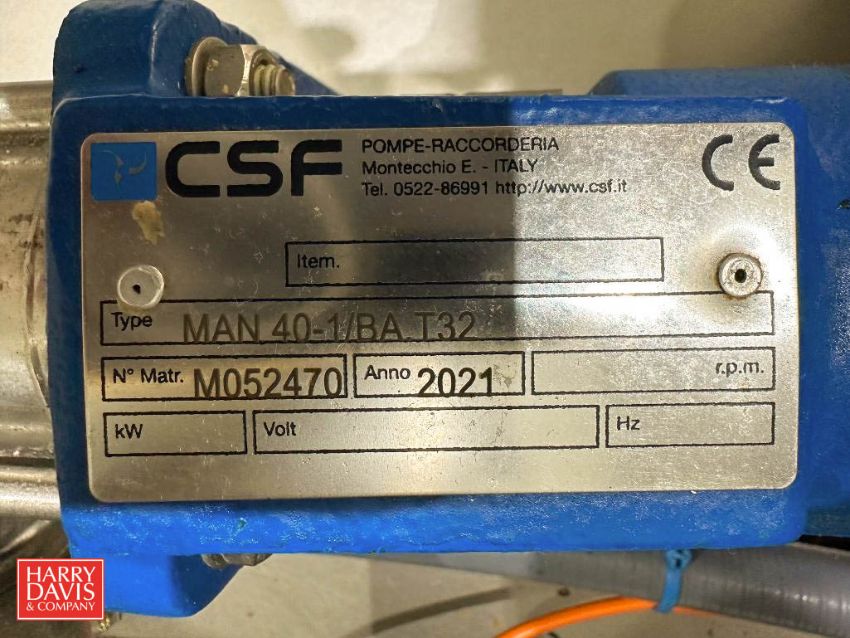 CSF
POMPE-RACCORDERIA
Montecchio E. - ITALY
Tel. 0522-86991 http://www.csf.it
CE
Item.
Type MAN 40-1/BA T32
N° Matr. M052470 Anno 2021 r.p.m.
kW Volt Hz
HARRY
DAVIS
& COMPANY